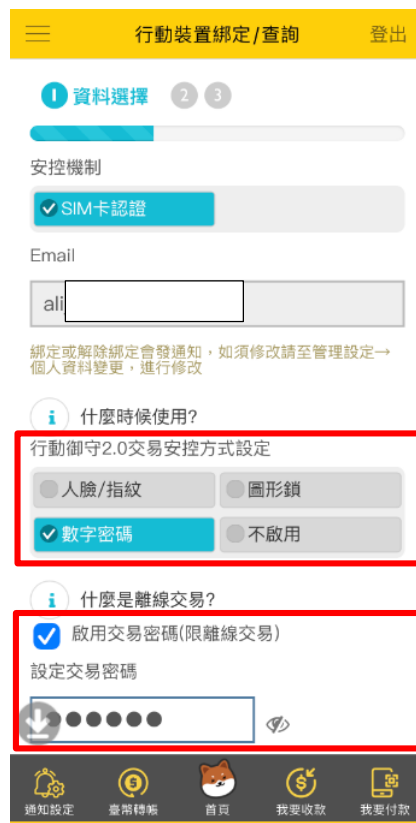 行動裝置綁定/查詢
登出
1 資料選擇 2 3
安控機制
SIM卡認證
Email
ali
綁定或解除綁定會發通知，如須修改請至管理設定→
個人資料變更，進行修改
i 什麼時候使用?
行動御守2.0交易安控方式設定
人臉/指紋 圖形鎖
數字密碼 不啟用
i 什麼是離線交易?
啟用交易密碼(限離線交易)
設定交易密碼
通知設定 臺幣轉帳 首頁 我要收款 我要付款